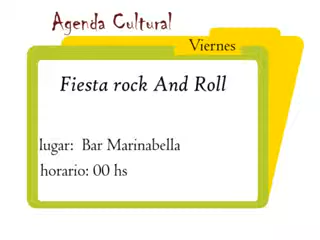 Agenda Cultural
Viernes
Fiesta rock And Roll
lugar: Bar Marinabella
horario: 00 hs